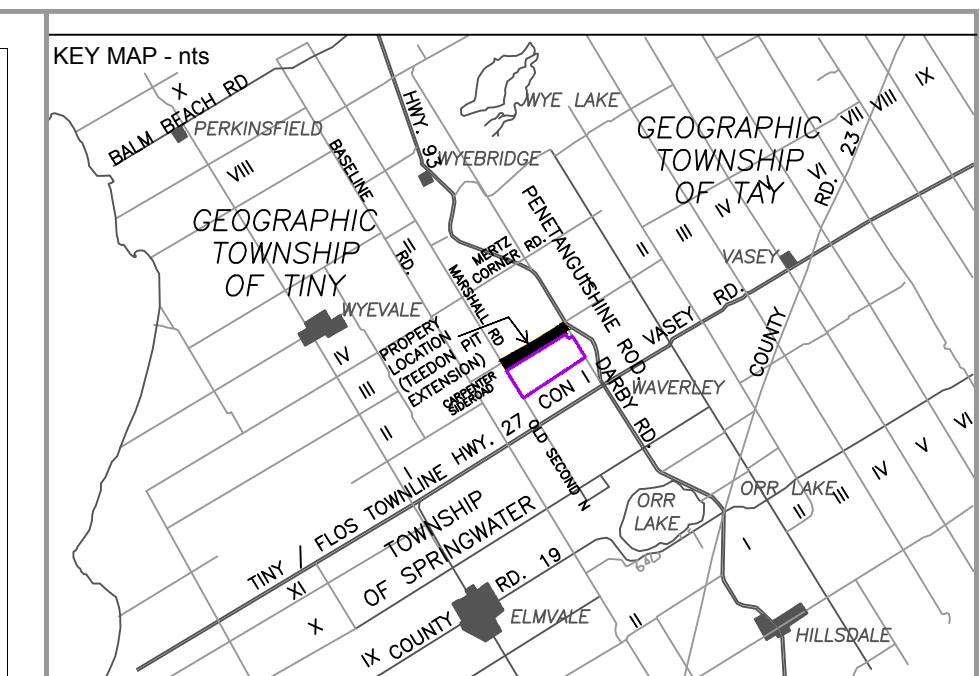 KEY MAP - nts
X
BALM BEACH RD
PERKINSFIELD
VIIII
BASELINE
HWY. 93
WYE LAKE
WYEBRIDGE
GEOGRAPHIC
TOWNSHIP
OF TAY
IX
VIII
VII
23
VI
RD.
V
IV
III
II
GEOGRAPHIC
TOWNSHIP
OF TINY
II
RD.
MERTZ
CORNER RD.
PENETANGUISHINE ROD
MARSHALL RD
VASEY
VASEY RD.
COUNTY
WYEVALE
PROPERY
LOCATION
(TEEDON PIT
EXTENSION)
CARPENTER
SIDEROAD
IV
III
II
I
CON I
WAVERLEY
DARBY RD.
TINY / FLOS TOWNLINE HWY. 27
OLD SECOND N
TOWNSHIP
OF SPRINGWATER
XI
X
IX COUNTY RD. 19
ELMVALE
ORR
LAKE
ORR LAKE
VI
V
IV
III
II
I
II
HILLSDALE